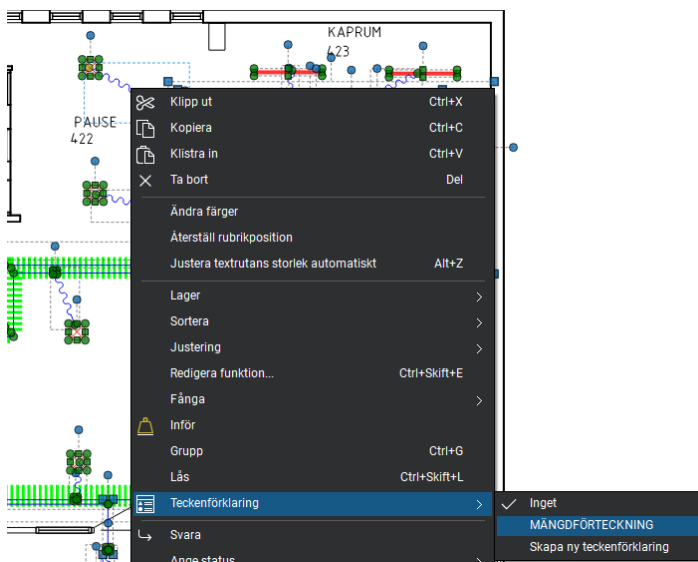 KAPRUM
423
PAUSE
422
Klipp ut Ctrl+X
Kopiera Ctrl+C
Klistra in Ctrl+V
Ta bort Del
Ändra färger
Återställ rubrikposition
Justera textrutans storlek automatiskt Alt+Z
Lager
Sortera
Justering
Redigera funktion... Ctrl+Skift+E
Fånga
Inför
Grupp Ctrl+G
Lås Ctrl+Skift+L
Teckenförklaring
Inget
MÄNGDFÖRTECKNING
Skapa ny teckenförklaring
Svara
Ange status